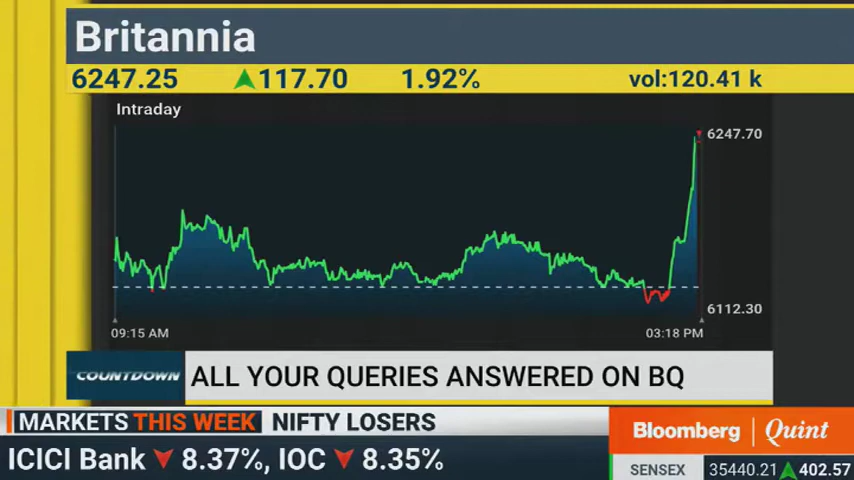 Britannia
6247.25 ▲117.70 1.92% vol:120.41 k
Intraday
6247.70
6112.30
09:15 AM 03:18 PM
COUNTDOWN ALL YOUR QUERIES ANSWERED ON BQ
MARKETS THIS WEEK NIFTY LOSERS
ICICI Bank ▼ 8.37%, IOC ▼ 8.35%
Bloomberg | Quint
SENSEX 35440.21 ▲ 402.57